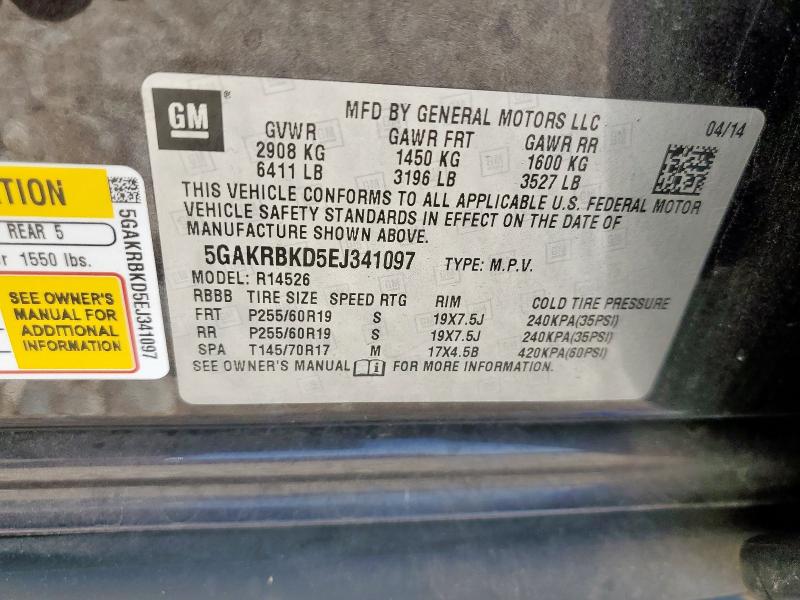 GM
MFD BY GENERAL MOTORS LLC
04/14
GVWR GAWR FRT GAWR RR
2908 KG 1450 KG 1600 KG
6411 LB 3196 LB 3527 LB
THIS VEHICLE CONFORMS TO ALL APPLICABLE U.S. FEDERAL MOTOR
VEHICLE SAFETY STANDARDS IN EFFECT ON THE DATE OF
MANUFACTURE SHOWN ABOVE.
5GAKRBKD5EJ341097 TYPE: M.P.V.
MODEL: R14526
RBBB TIRE SIZE SPEED RTG RIM COLD TIRE PRESSURE
FRT P255/60R19 S 19X7.5J 240KPA(35PSI)
RR P255/60R19 S 19X7.5J 240KPA(35PSI)
SPA T145/70R17 M 17X4.5B 420KPA(60PSI)
SEE OWNER'S MANUAL FOR MORE INFORMATION.
REAR 5
1550 lbs.
SEE OWNER'S
MANUAL FOR
ADDITIONAL
INFORMATION
5GAKRBKD5EJ341097